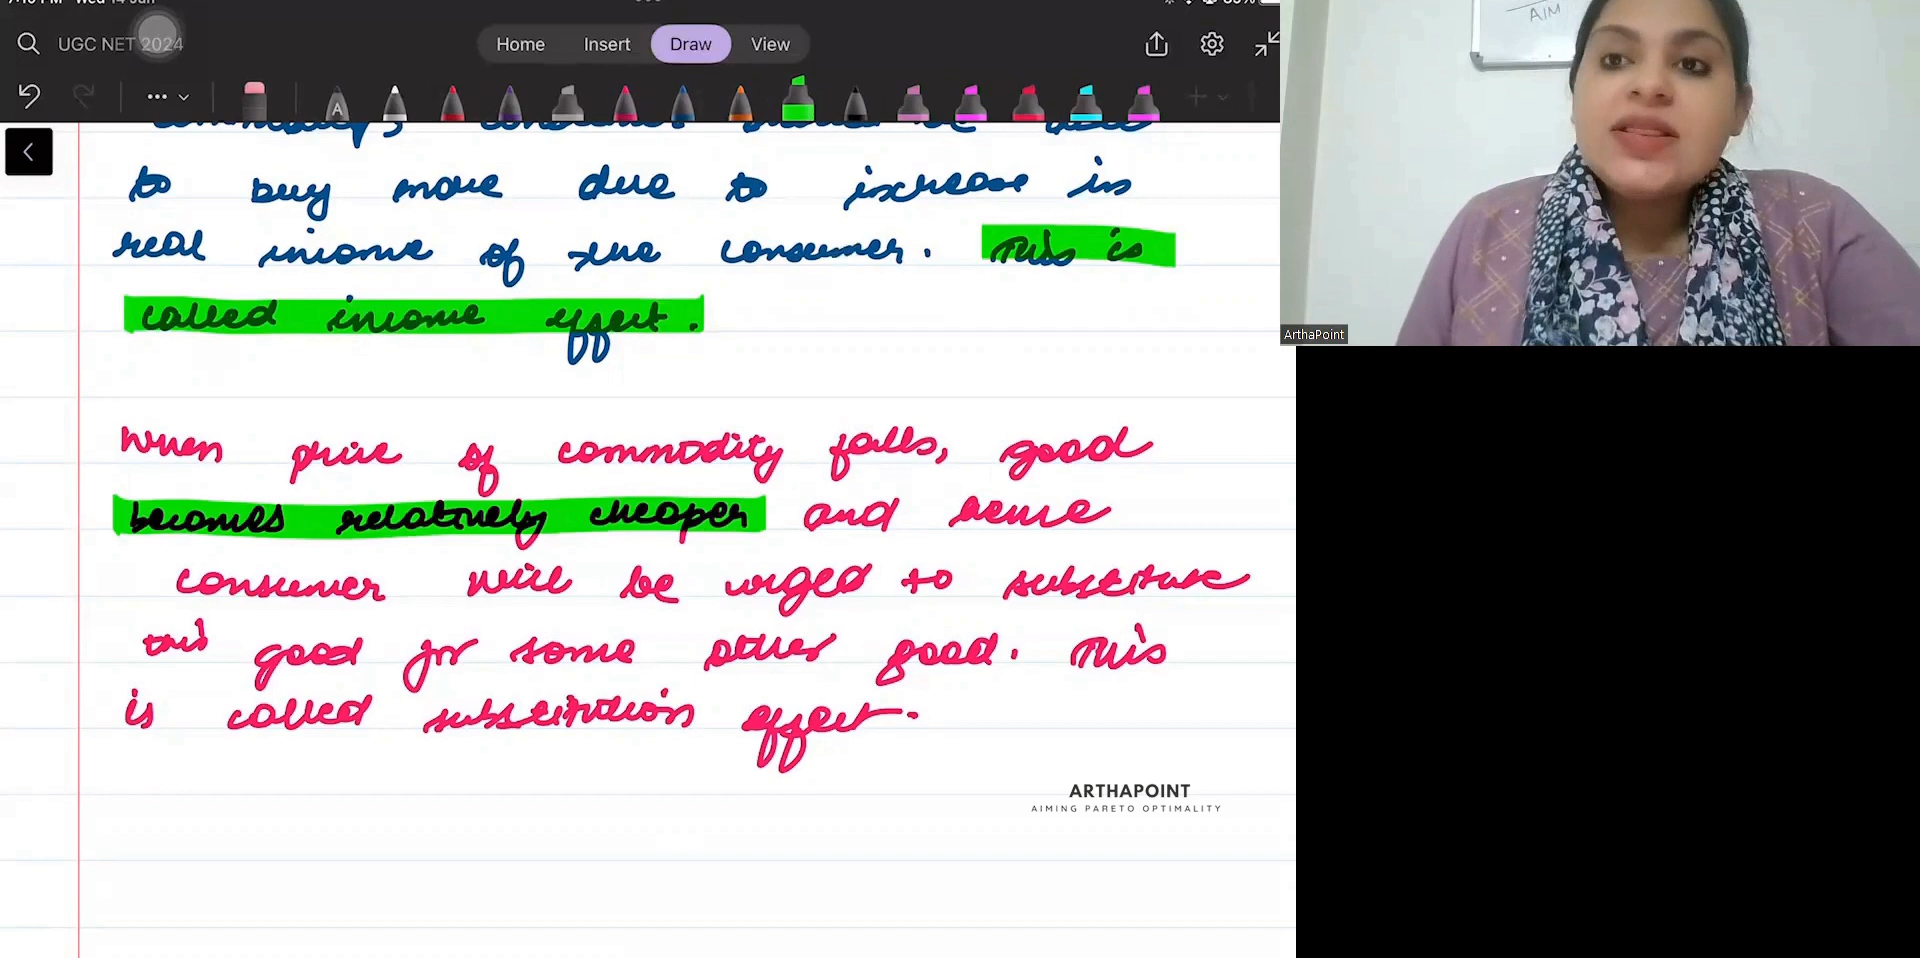 UGC NET 2024
Home Insert Draw View
AIM
A
to buy more due to increase in
real income of the consumer. This is
called income effect.
ArthaPoint
When price of commodity falls, good
becomes relatively cheaper and hence
consumer will be urged to substitute
this good for some other good. This
is called substitution effect.
ARTHAPOINT
AIMING PARETO OPTIMALITY